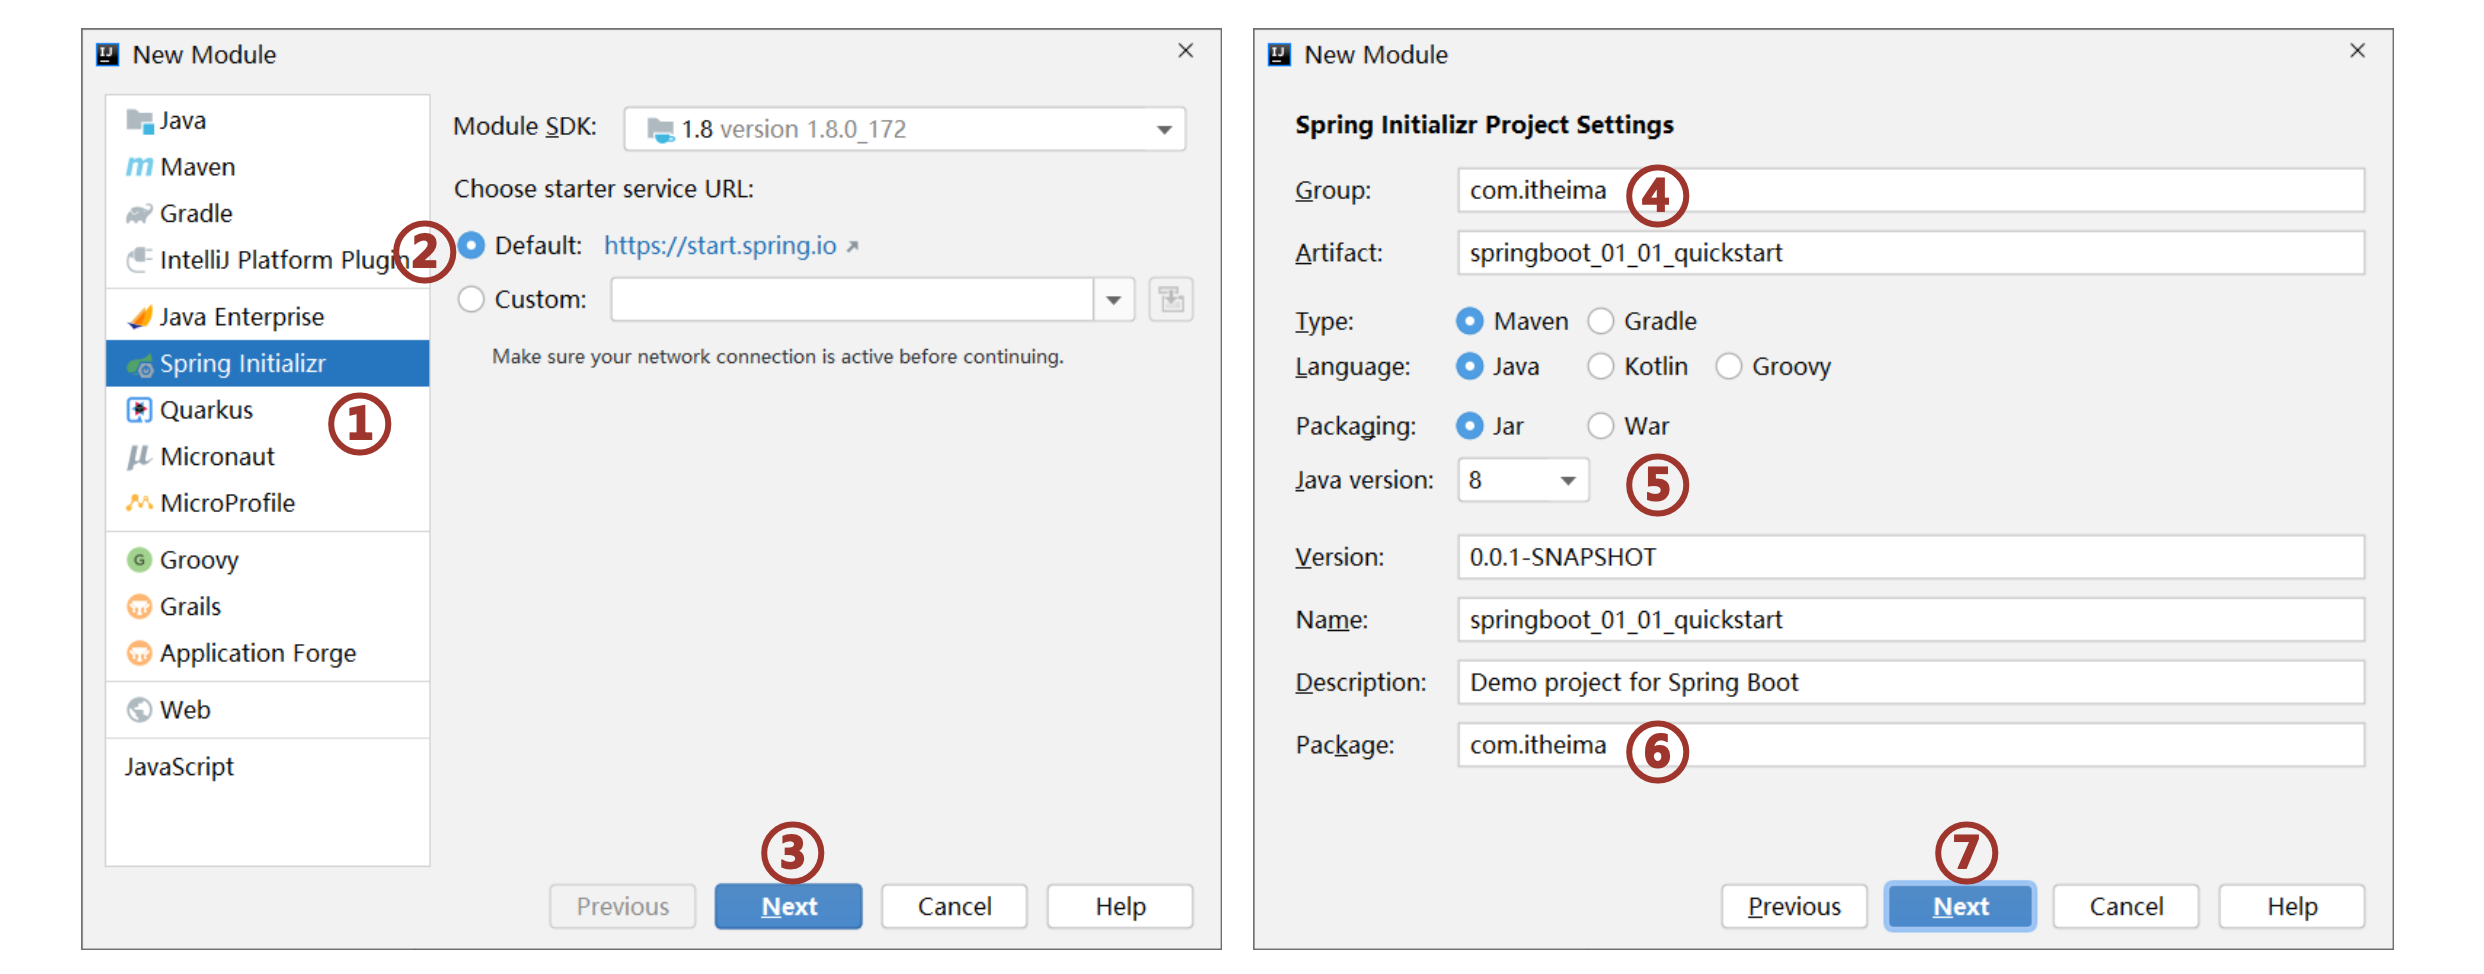 New Module
Java
Maven
Gradle
IntelliJ Platform Plugin
Java Enterprise
Spring Initializr
Quarkus
①
Micronaut
MicroProfile
Groovy
Grails
Application Forge
Web
JavaScript
Module SDK: 1.8 version 1.8.0_172
Choose starter service URL:
② Default: https://start.spring.io
Custom:
Make sure your network connection is active before continuing.
③
Previous Next Cancel Help
New Module
Spring Initializr Project Settings
Group: com.itheima ④
Artifact: springboot_01_01_quickstart
Type: Maven Gradle
Language: Java Kotlin Groovy
Packaging: Jar War
Java version: 8 ⑤
Version: 0.0.1-SNAPSHOT
Name: springboot_01_01_quickstart
Description: Demo project for Spring Boot
Package: com.itheima ⑥
⑦
Previous Next Cancel Help